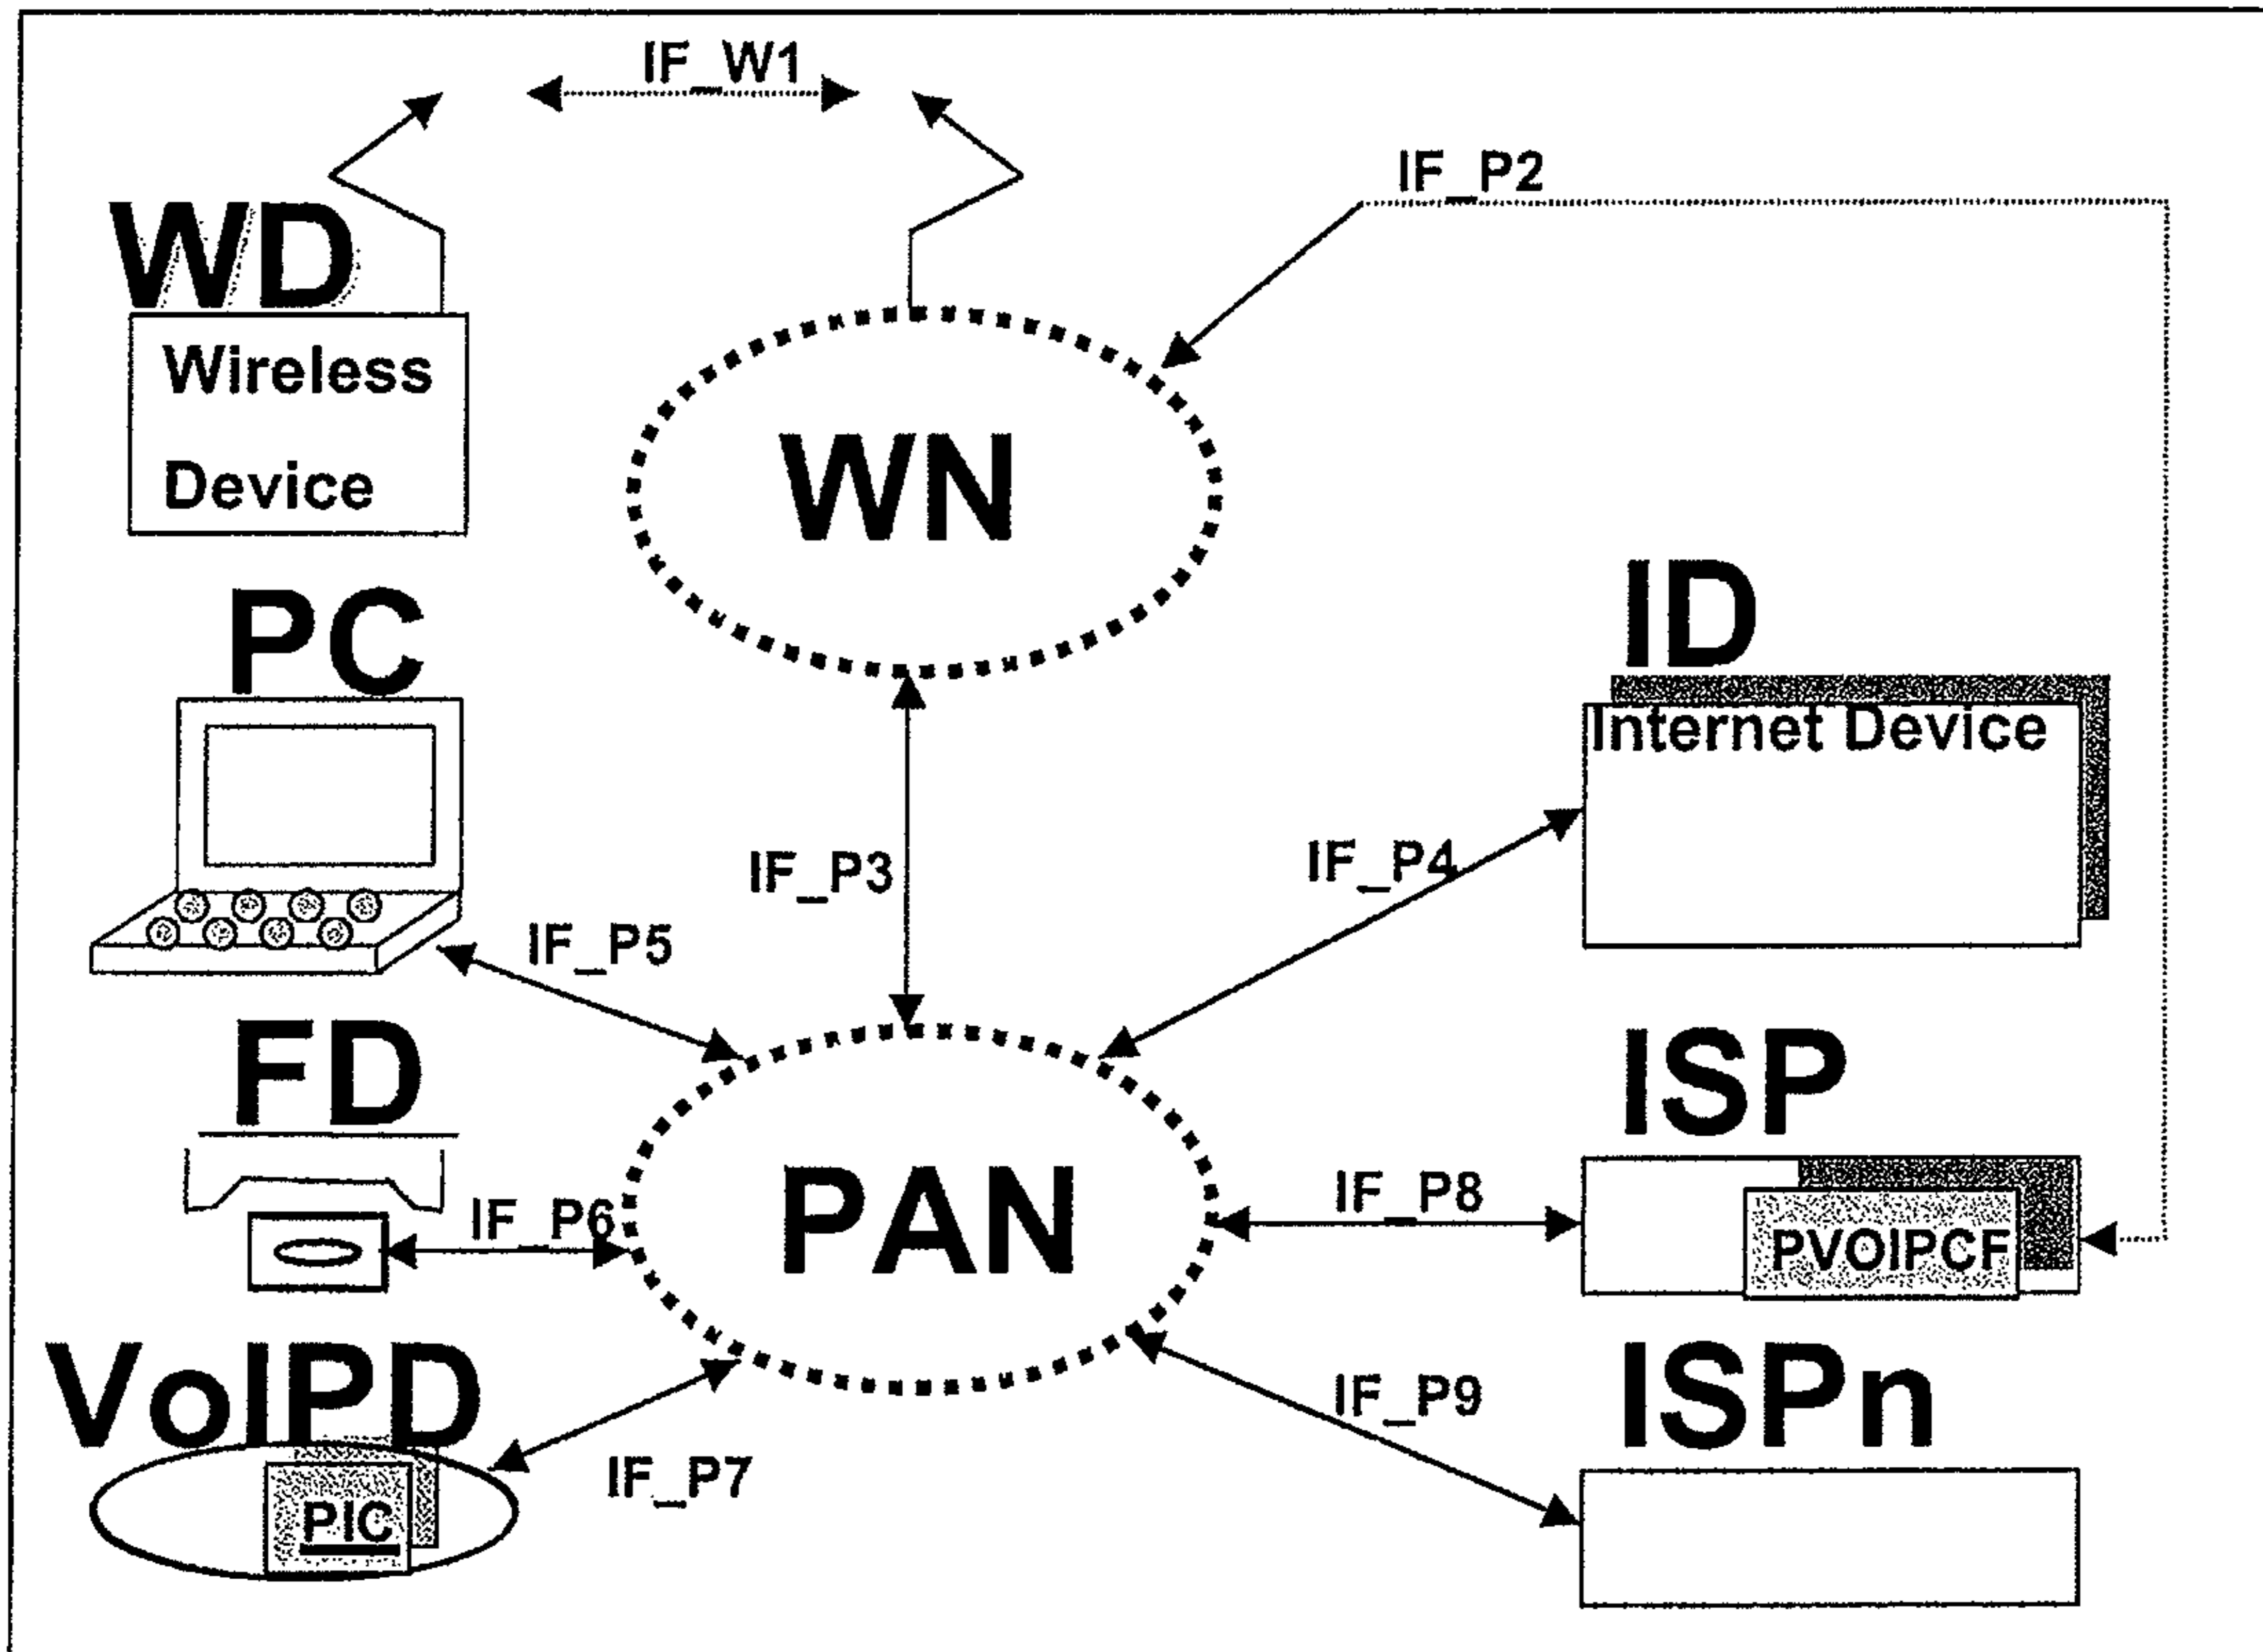 IF_W1
IF_P2
WD
Wireless
Device
WN
PC
ID
Internet Device
IF_P3
IF_P4
IF_P5
FD
ISP
PAN
IF_P6
IF_P8
PVOIPCF
VoIPD
ISPn
IF_P9
IF_P7
PIC